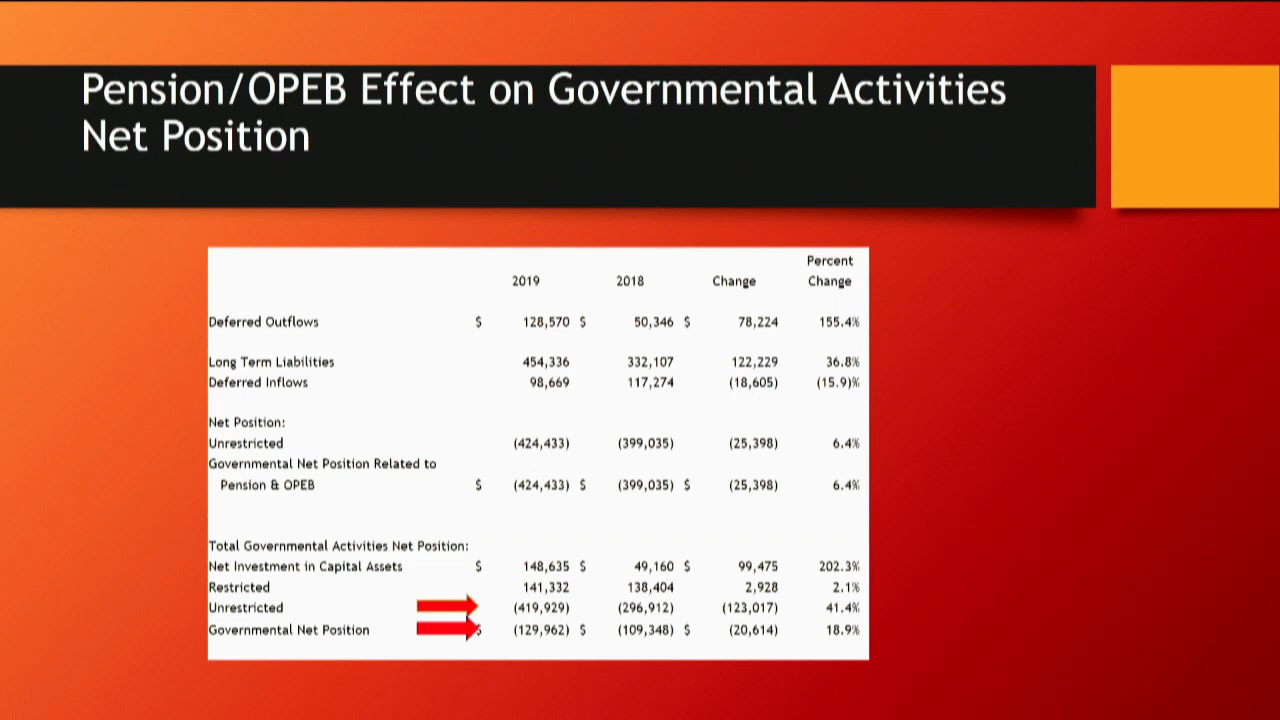 Pension/OPEB Effect on Governmental Activities
Net Position
Percent
2019 2018 Change Change
Deferred Outflows $ 128,570 $ 50,346 $ 78,224 155.4%
Long Term Liabilities 454,336 332,107 122,229 36.8%
Deferred Inflows 98,669 117,274 (18,605) (15.9)%
Net Position:
Unrestricted (424,433) (399,035) (25,398) 6.4%
Governmental Net Position Related to
Pension & OPEB $ (424,433) $ (399,035) $ (25,398) 6.4%
Total Governmental Activities Net Position:
Net Investment in Capital Assets $ 148,635 $ 49,160 $ 99,475 202.3%
Restricted 141,332 138,404 2,928 2.1%
Unrestricted (419,929) (296,912) (123,017) 41.4%
Governmental Net Position $ (129,962) $ (109,348) $ (20,614) 18.9%